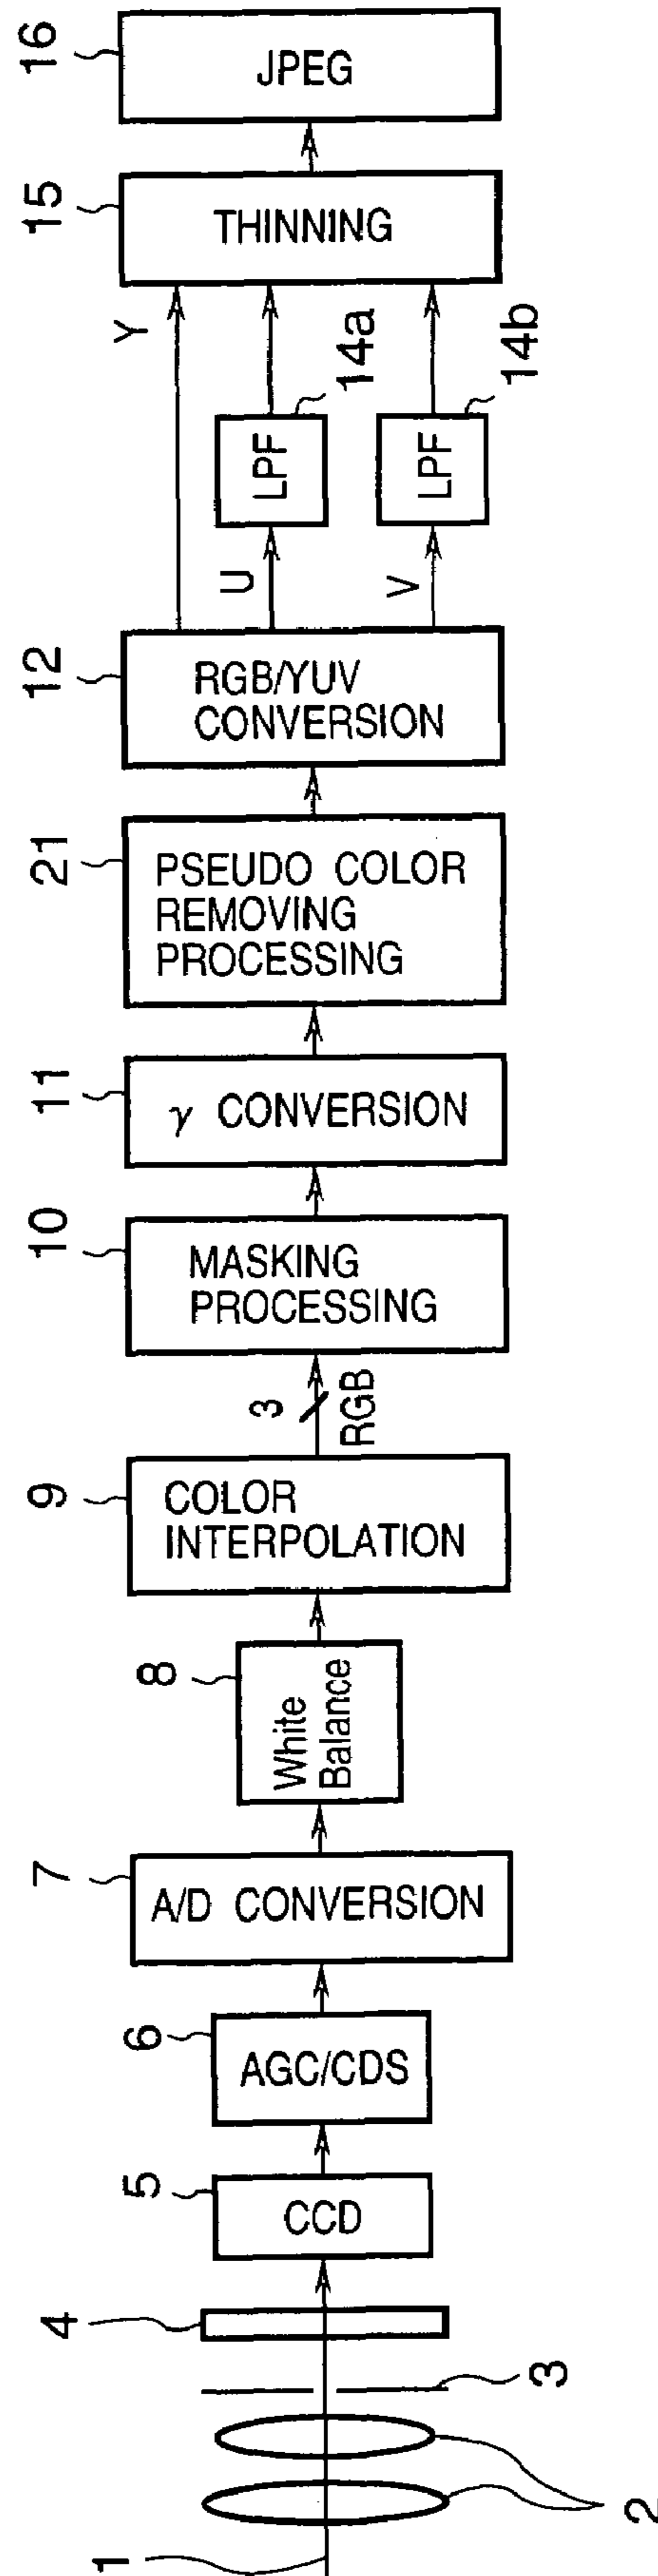 1
2
3
4
5
CCD
6
AGC/CDS
7
A/D CONVERSION
8
White
Balance
9
COLOR
INTERPOLATION
3
RGB
10
MASKING
PROCESSING
11
γ CONVERSION
21
PSEUDO COLOR
REMOVING
PROCESSING
12
RGB/YUV
CONVERSION
Y
U
V
LPF
14a
LPF
14b
15
THINNING
16
JPEG